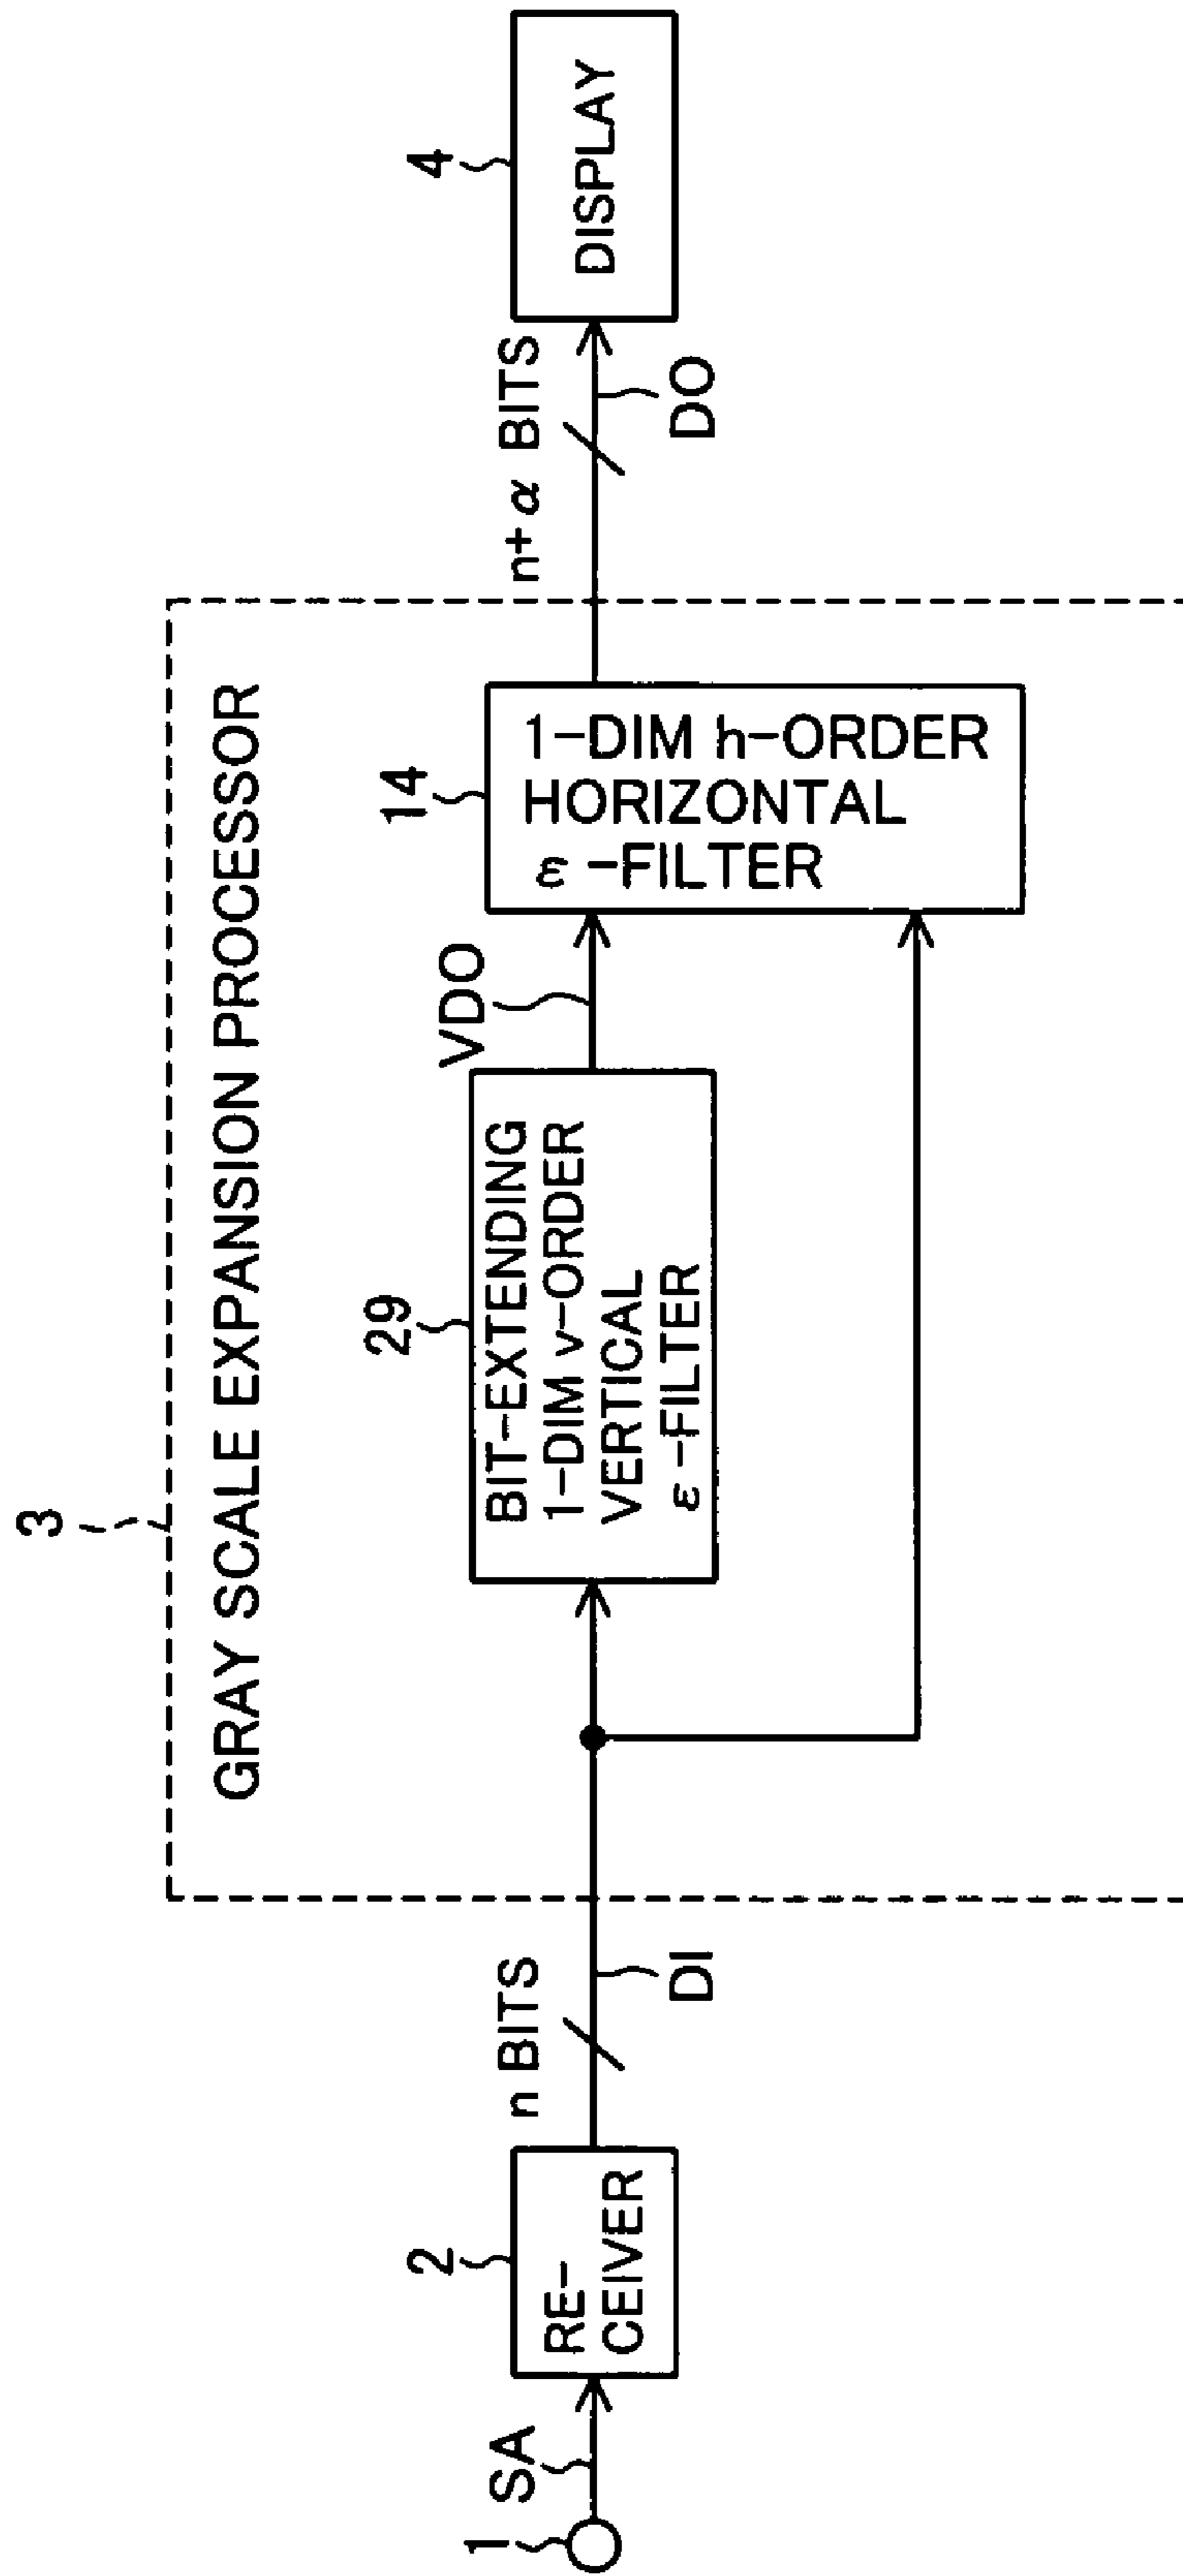 3
GRAY SCALE EXPANSION PROCESSOR
1
SA
2
RE-
CEIVER
n BITS
DI
29
BIT-EXTENDING
1-DIM v-ORDER
VERTICAL
ε-FILTER
VDO
14
1-DIM h-ORDER
HORIZONTAL
ε-FILTER
n+α BITS
DO
4
DISPLAY